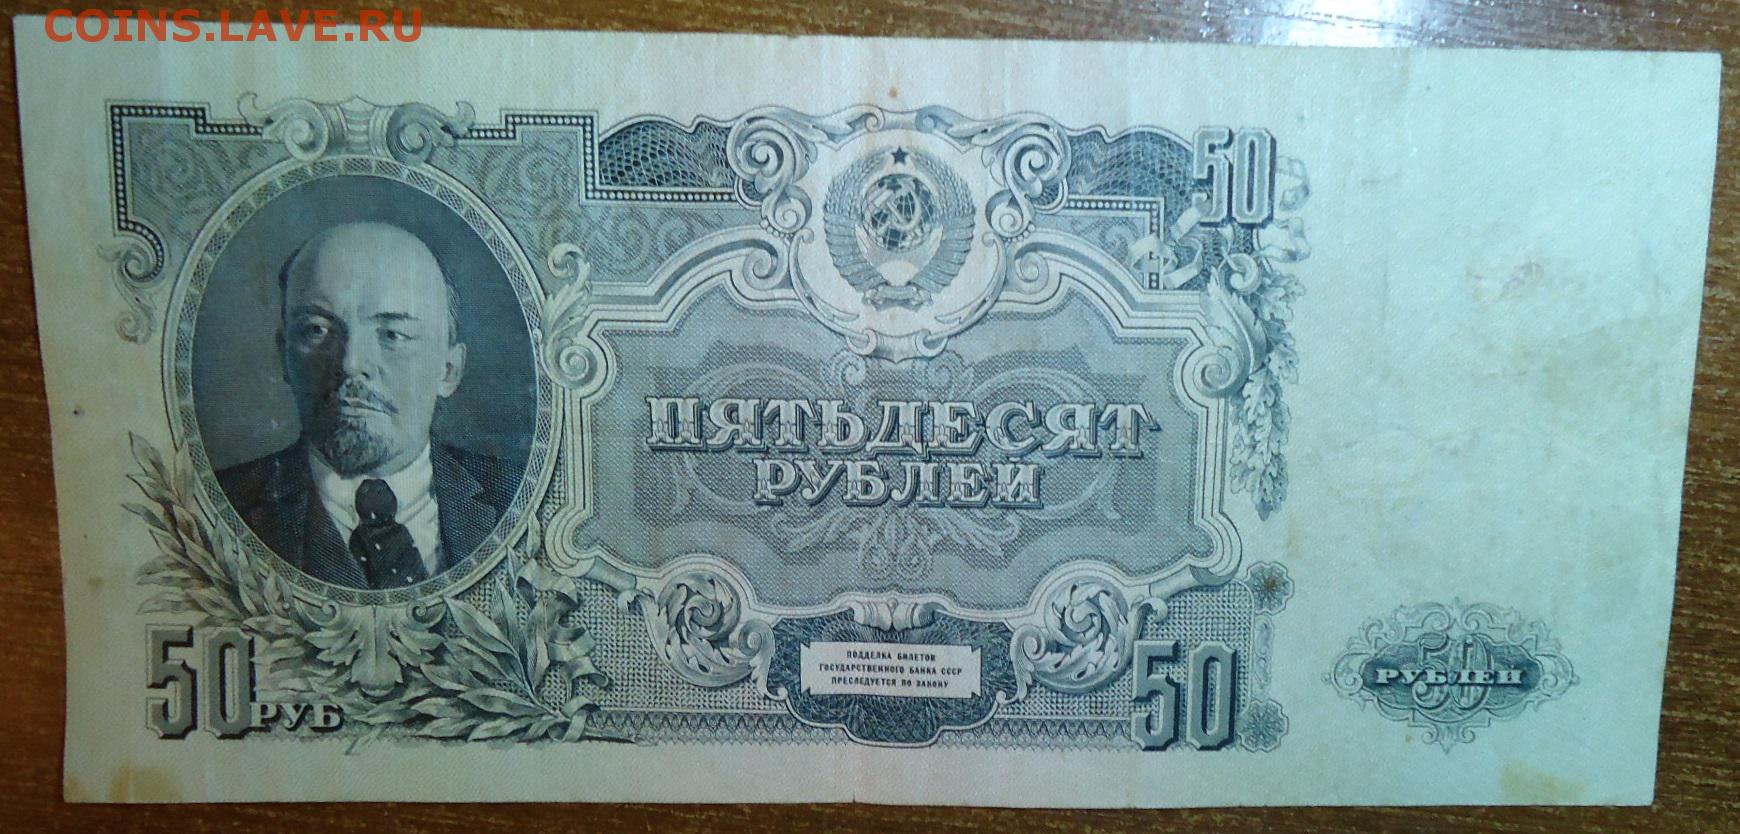 COINS.LAVE.RU
50
ПЯТЬДЕСЯТ
РУБЛЕЙ
ПОДДЕЛКА БИЛЕТОВ
ГОСУДАРСТВЕННОГО БАНКА СССР
ПРЕСЛЕДУЕТСЯ ПО ЗАКОНУ
50 РУБ
50
50
РУБЛЕЙ